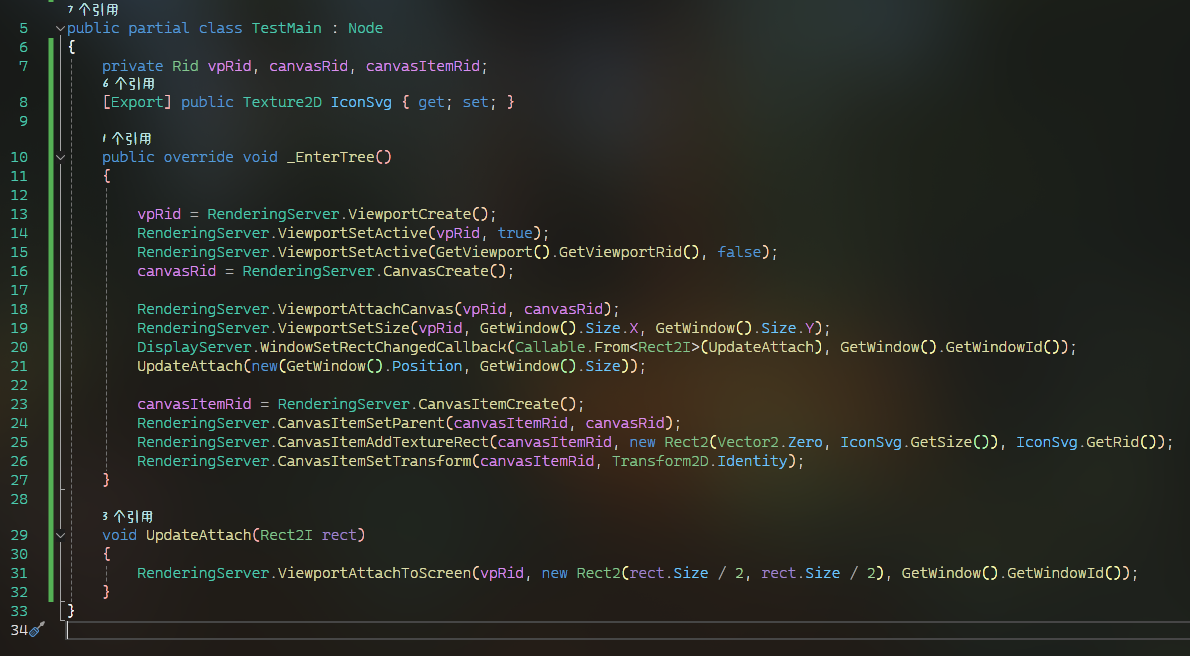 7 个引用
5 public partial class TestMain : Node
6 {
7 private Rid vpRid, canvasRid, canvasItemRid;
6 个引用
8 [Export] public Texture2D IconSvg { get; set; }
9
1 个引用
10 public override void _EnterTree()
11 {
12
13 vpRid = RenderingServer.ViewportCreate();
14 RenderingServer.ViewportSetActive(vpRid, true);
15 RenderingServer.ViewportSetActive(GetViewport().GetViewportRid(), false);
16 canvasRid = RenderingServer.CanvasCreate();
17
18 RenderingServer.ViewportAttachCanvas(vpRid, canvasRid);
19 RenderingServer.ViewportSetSize(vpRid, GetWindow().Size.X, GetWindow().Size.Y);
20 DisplayServer.WindowSetRectChangedCallback(Callable.From<Rect2I>(UpdateAttach), GetWindow().GetWindowId());
21 UpdateAttach(new(GetWindow().Position, GetWindow().Size));
22
23 canvasItemRid = RenderingServer.CanvasItemCreate();
24 RenderingServer.CanvasItemSetParent(canvasItemRid, canvasRid);
25 RenderingServer.CanvasItemAddTextureRect(canvasItemRid, new Rect2(Vector2.Zero, IconSvg.GetSize()), IconSvg.GetRid());
26 RenderingServer.CanvasItemSetTransform(canvasItemRid, Transform2D.Identity);
27 }
28
3 个引用
29 void UpdateAttach(Rect2I rect)
30 {
31 RenderingServer.ViewportAttachToScreen(vpRid, new Rect2(rect.Size / 2, rect.Size / 2), GetWindow().GetWindowId());
32 }
33 }
34